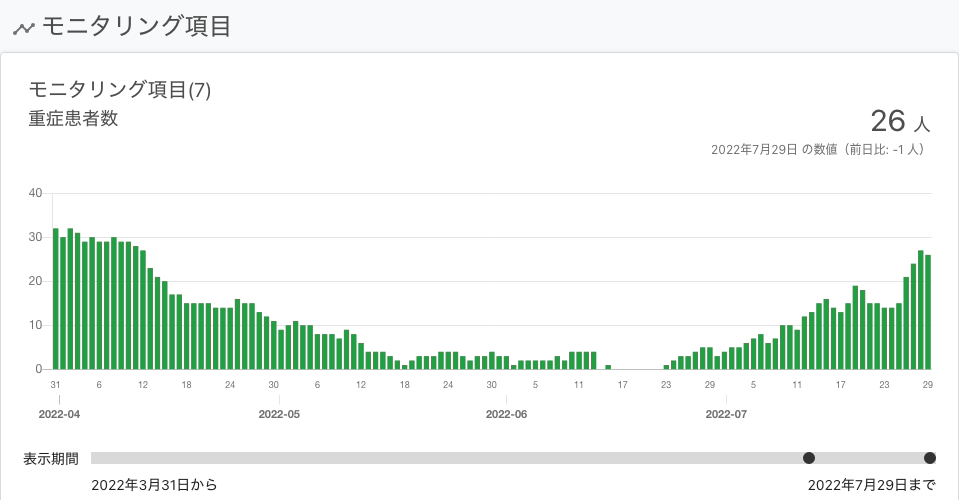 モニタリング項目
モニタリング項目(7)
重症患者数
26 人
2022年7月29日 の数値（前日比: -1 人）
40
30
20
10
0
31 6 12 18 24 30 6 12 18 24 30 5 11 17 23 29 5 11 17 23 29
2022-04 2022-05 2022-06 2022-07
表示期間
2022年3月31日から 2022年7月29日まで